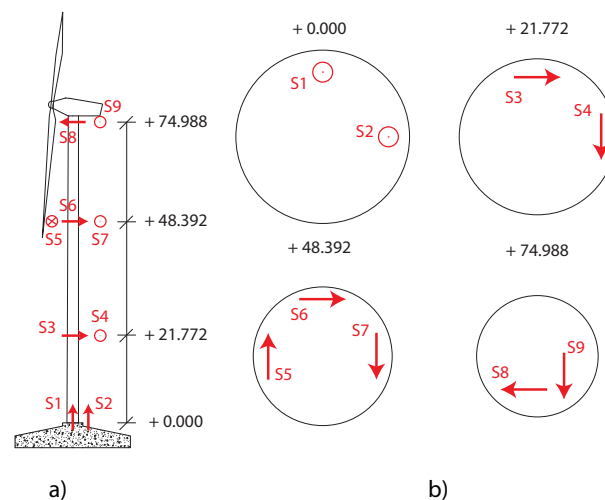 S9
+ 74.988
S8
S6
+ 48.392
S5
S7
S3
S4
+ 21.772
S1
S2
+ 0.000
a)
+ 0.000
S1
S2
+ 21.772
S3
S4
+ 48.392
S6
S7
S5
+ 74.988
S9
S8
b)